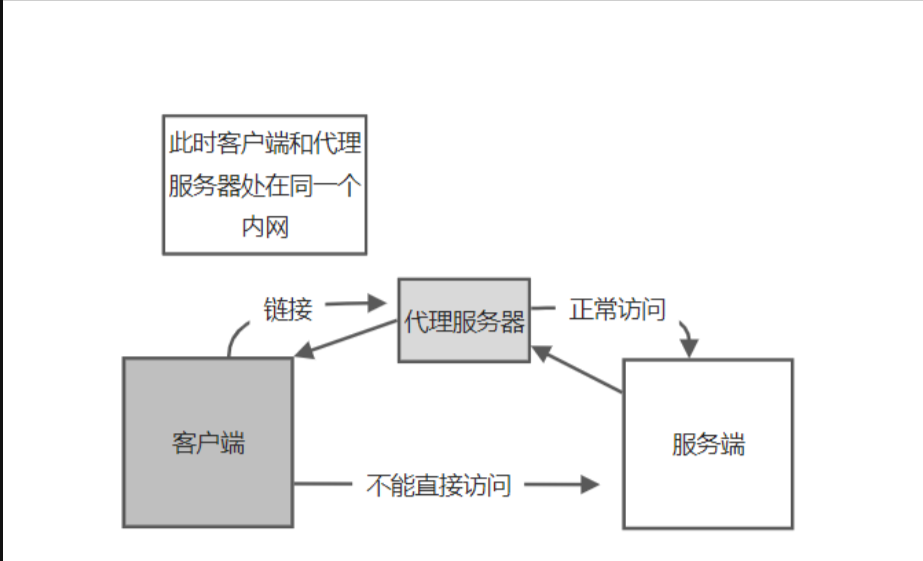 此时客户端和代理
服务器处在同一个
内网
链接
代理服务器
正常访问
客户端
服务端
不能直接访问